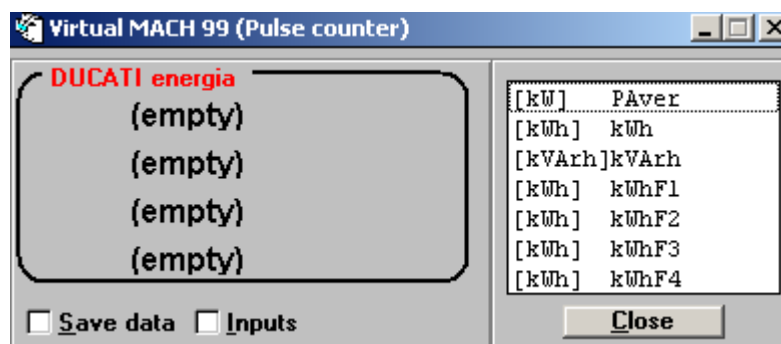 Virtual MACH 99 (Pulse counter)
DUCATI energia
(empty)
(empty)
(empty)
(empty)
Save data Inputs
[kW] PAver
[kWh] kWh
[kVArh]kVArh
[kWh] kWhF1
[kWh] kWhF2
[kWh] kWhF3
[kWh] kWhF4
Close